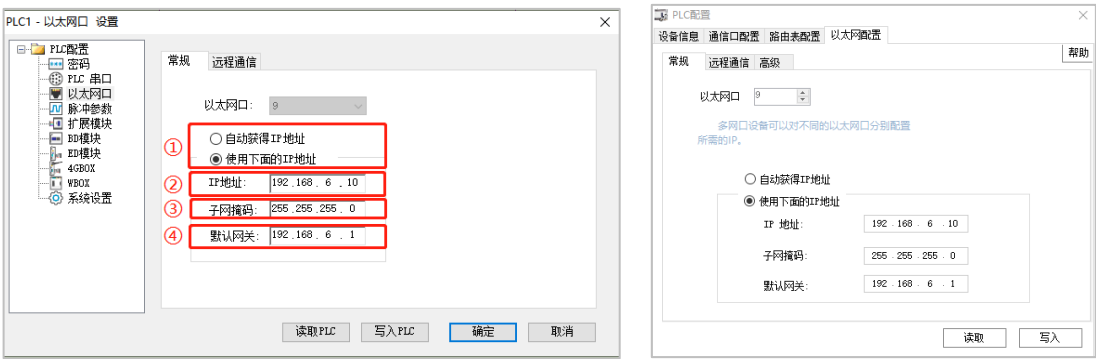 PLC1 - 以太网口 设置
PLC配置
密码
PLC 串口
以太网口
脉冲参数
扩展模块
BD模块
ED模块
4GBOX
WBOX
系统设置
常规 远程通信
以太网口: 9
① 自动获得IP地址
使用下面的IP地址
② IP地址: 192 . 168 . 6 . 10
③ 子网掩码: 255 . 255 . 255 . 0
④ 默认网关: 192 . 168 . 6 . 1
读取PLC 写入PLC 确定 取消
PLC配置
设备信息 通信口配置 路由表配置 以太网配置
帮助
常规 远程通信 高级
以太网口 9
多网口设备可以对不同的以太网口分别配置
所需的IP。
自动获得IP地址
使用下面的IP地址
IP 地址: 192 . 168 . 6 . 10
子网掩码: 255 . 255 . 255 . 0
默认网关: 192 . 168 . 6 . 1
读取 写入